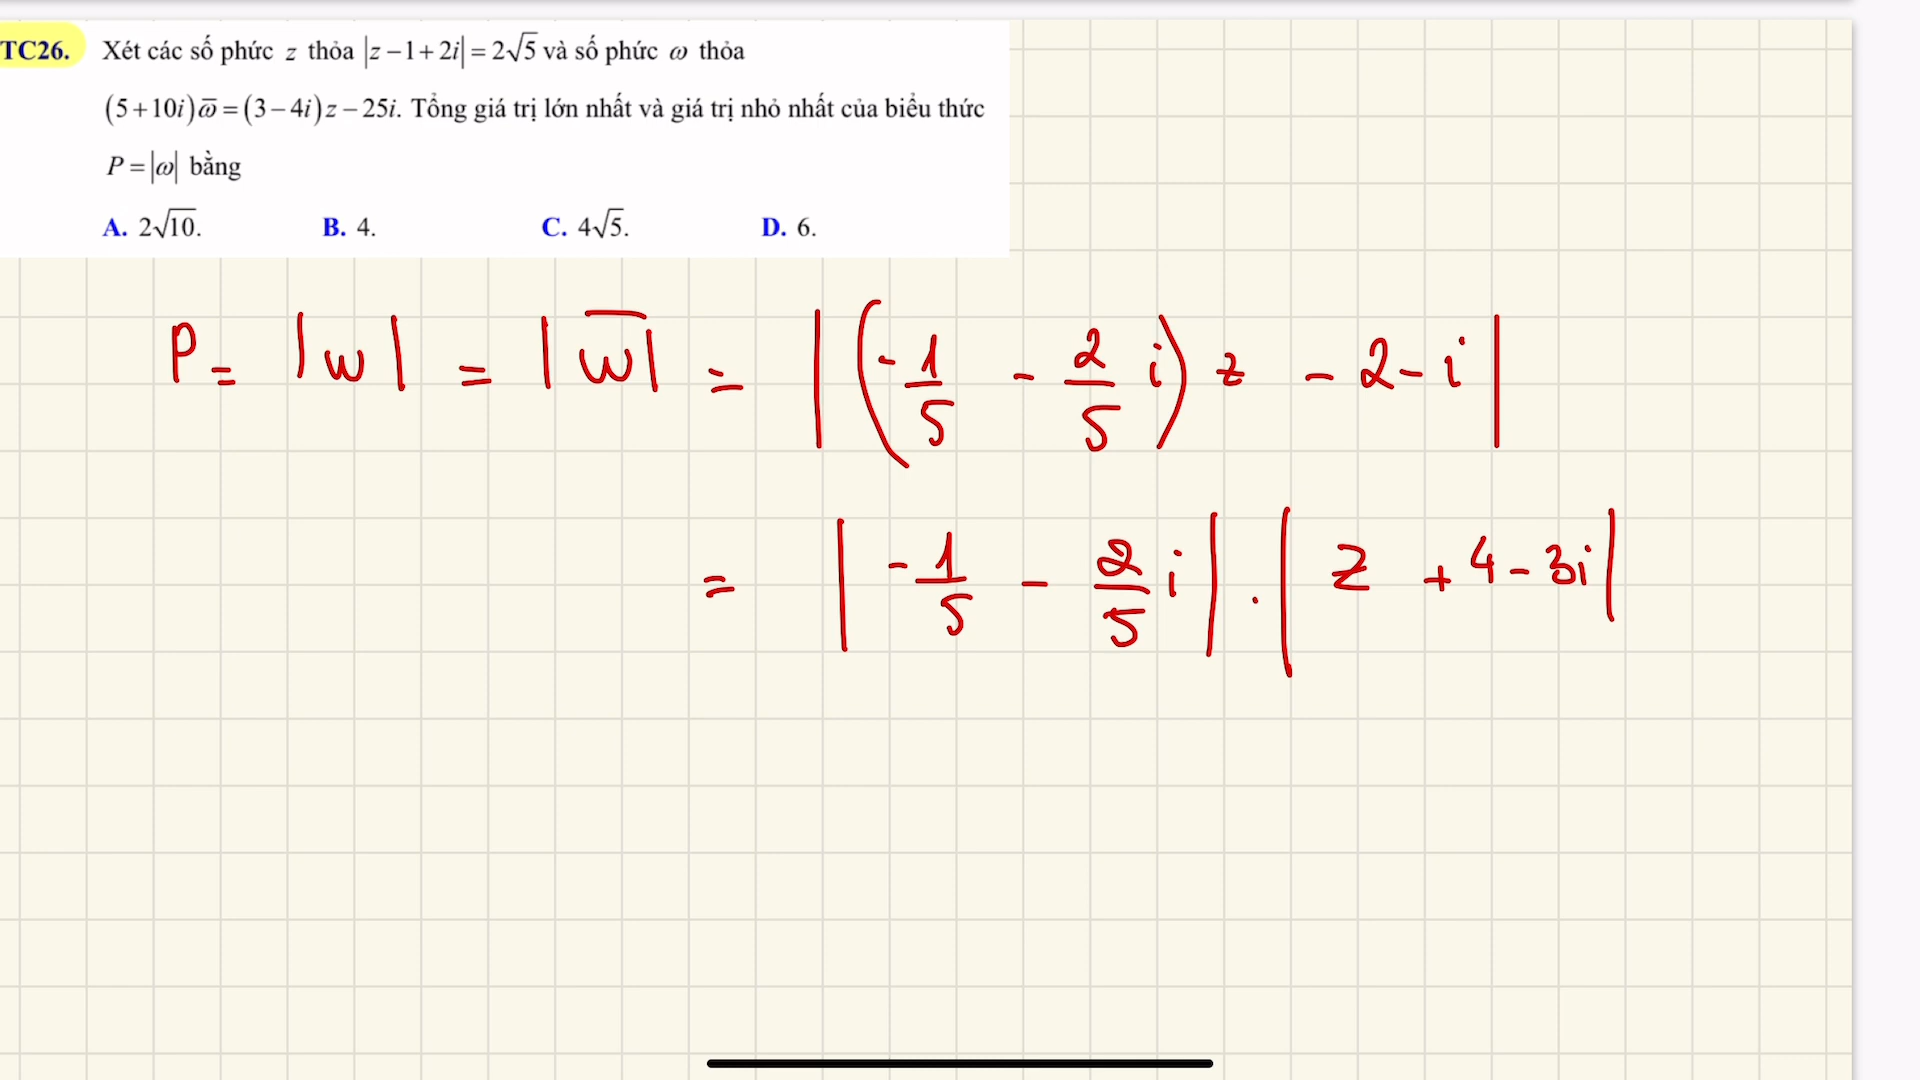 TC26. Xét các số phức z thỏa |z − 1 + 2i| = 2√5 và số phức ω thỏa
(5 + 10i)ω̅ = (3 − 4i)z − 25i. Tổng giá trị lớn nhất và giá trị nhỏ nhất của biểu thức
P = |ω| bằng
A. 2√10. B. 4. C. 4√5. D. 6.
P = |w| = |w̅| = |(-1/5 - 2/5 i) z - 2 - i|
= |-1/5 - 2/5 i| . |z + 4 - 3i|